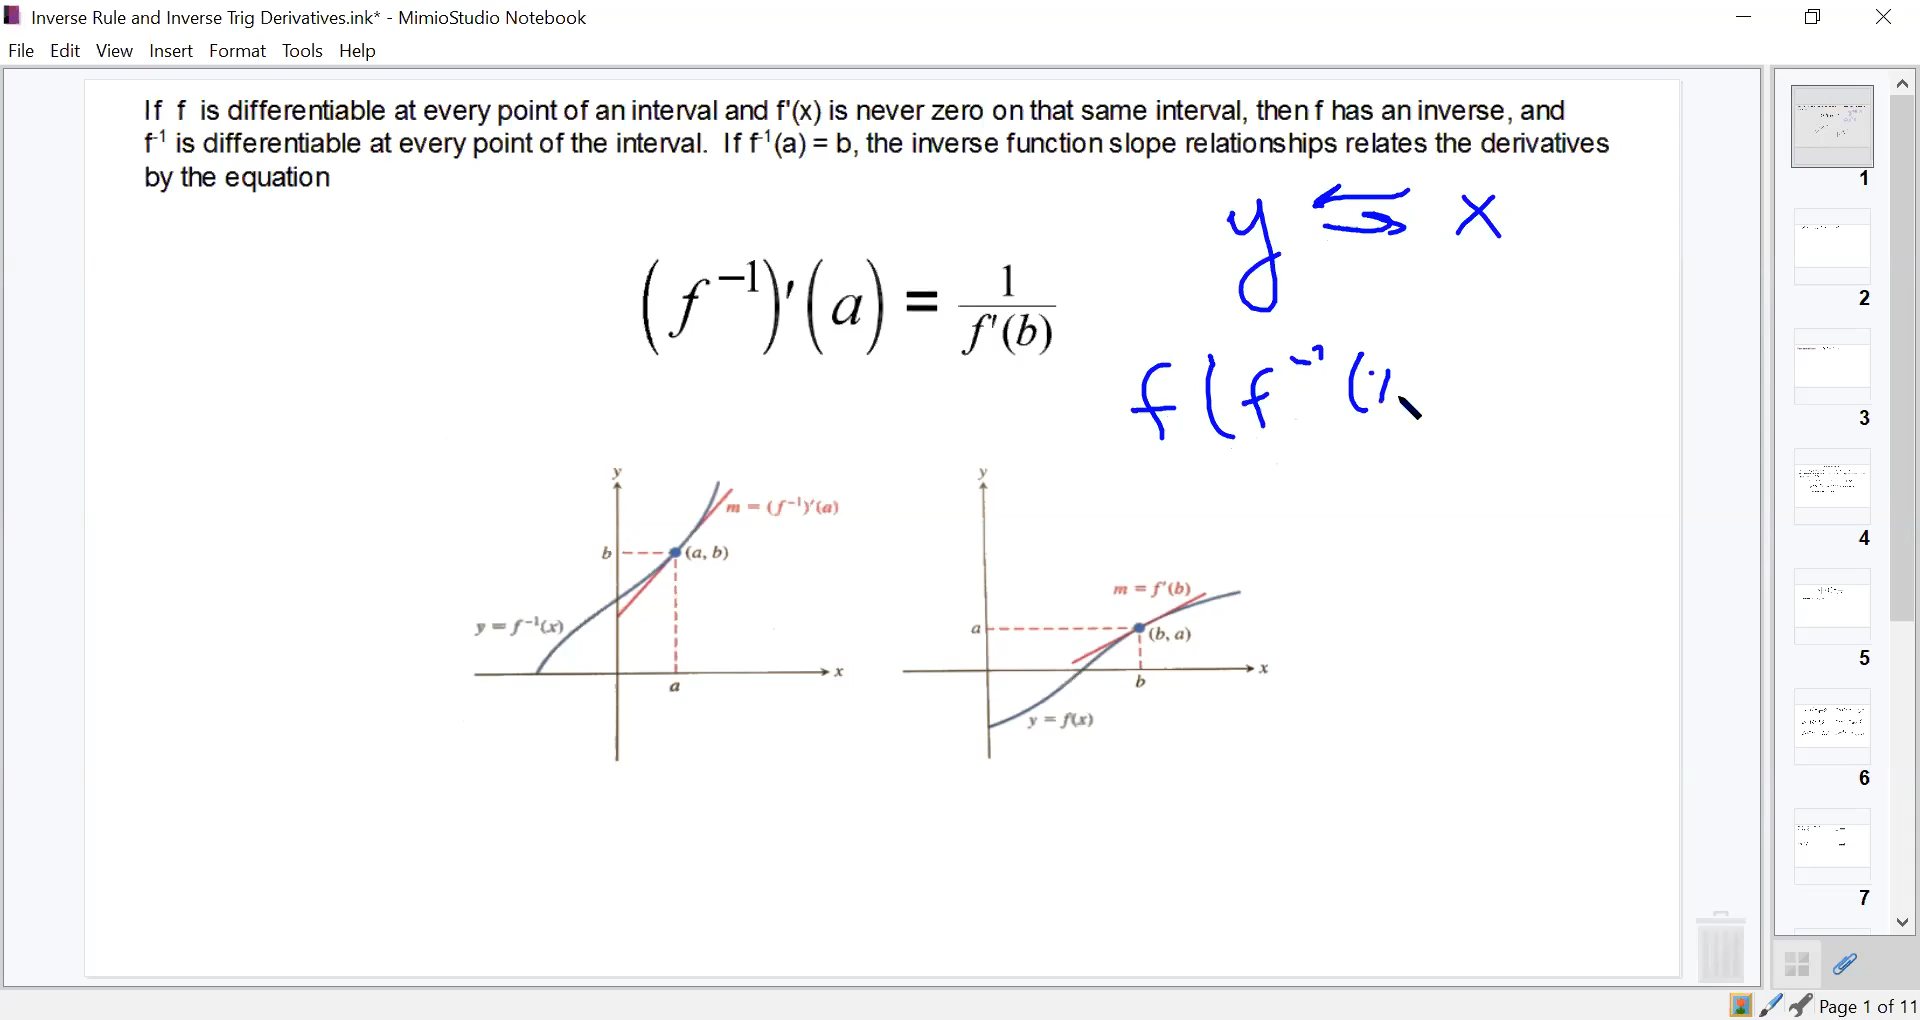 Inverse Rule and Inverse Trig Derivatives.ink* - MimioStudio Notebook
File Edit View Insert Format Tools Help
If f is differentiable at every point of an interval and f'(x) is never zero on that same interval, then f has an inverse, and
f⁻¹ is differentiable at every point of the interval. If f⁻¹(a) = b, the inverse function slope relationships relates the derivatives
by the equation
y ⇆ x
(f⁻¹)'(a) = 1/f'(b)
f(f⁻¹(
y
m = (f⁻¹)'(a)
b
(a, b)
y = f⁻¹(x)
x
a
y
m = f'(b)
a
(b, a)
x
b
y = f(x)
1
2
3
4
5
6
7
Page 1 of 11